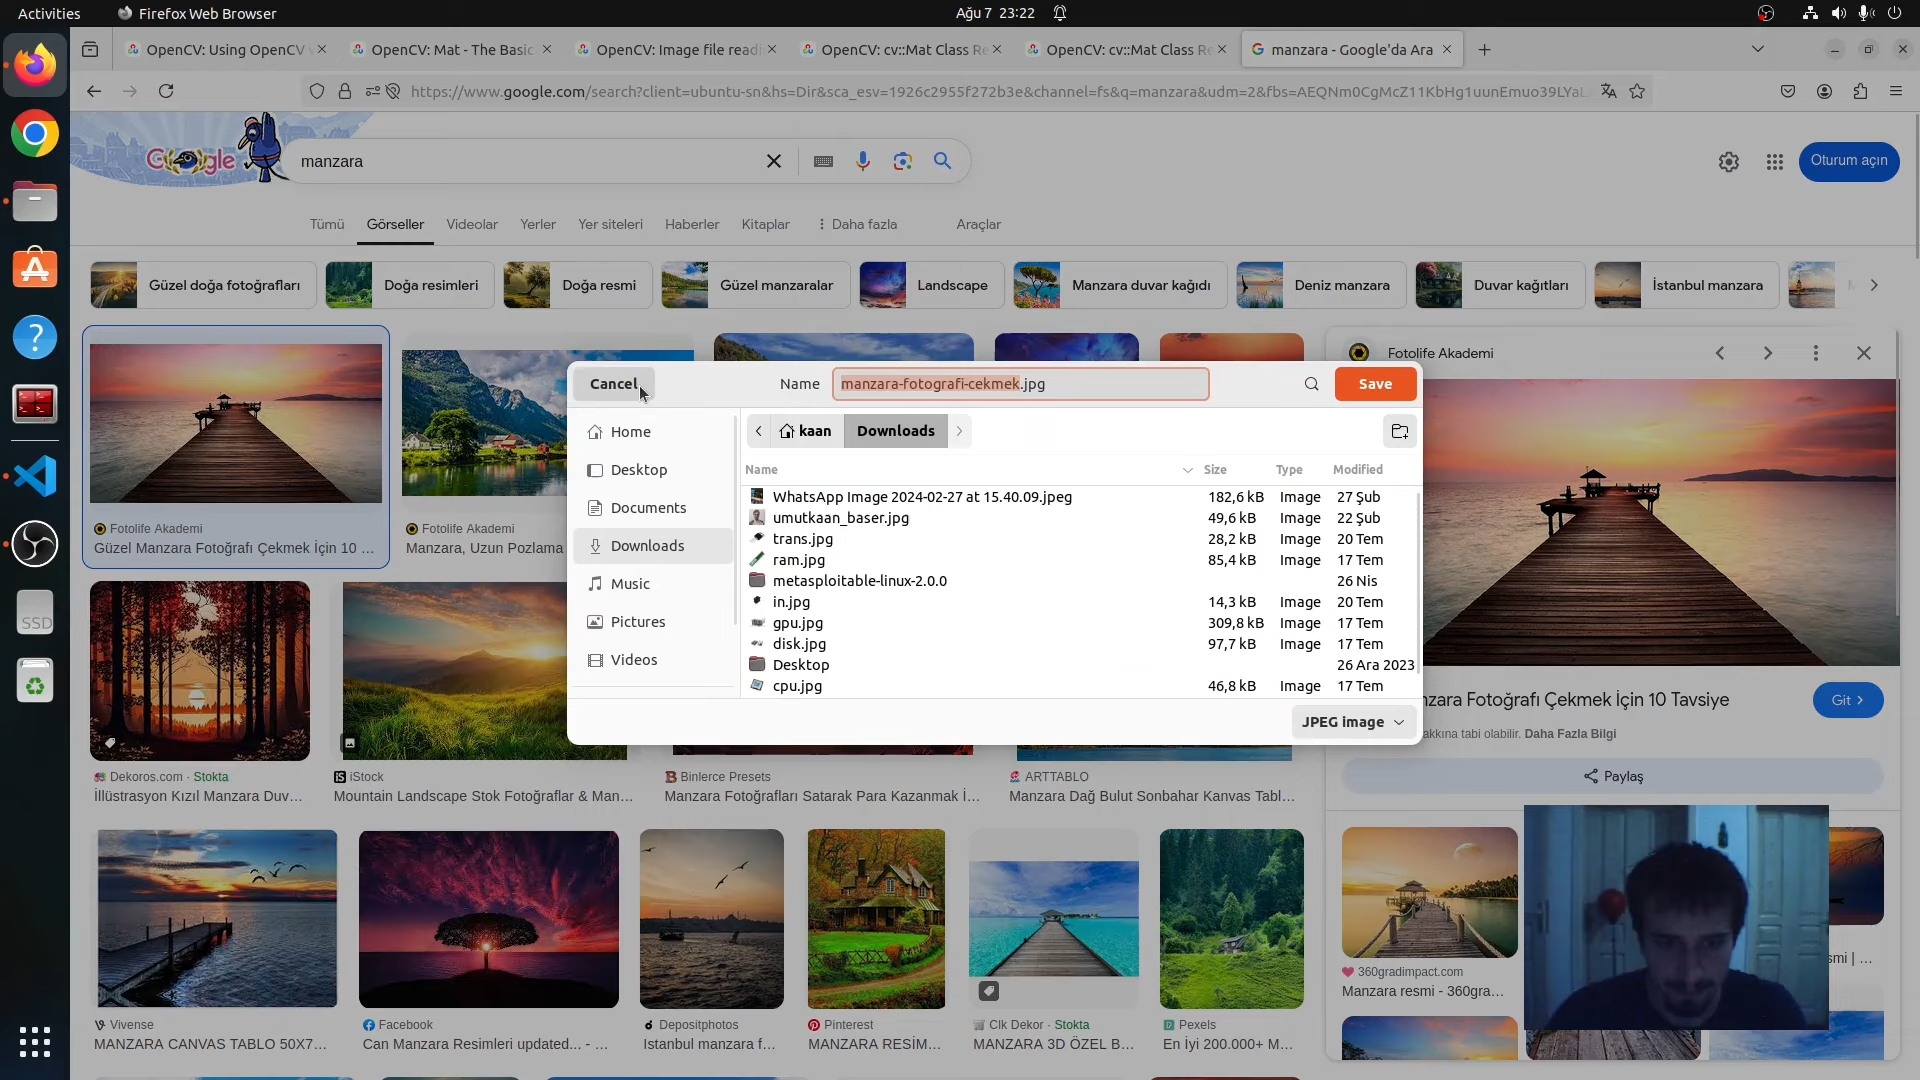 Activities
Firefox Web Browser
Ağu 7 23:22
OpenCV: Using OpenCV
OpenCV: Mat - The Basic
OpenCV: Image file readi
OpenCV: cv::Mat Class Re
OpenCV: cv::Mat Class Re
manzara - Google'da Ara
https://www.google.com/search?client=ubuntu-sn&hs=Dir&sca_esv=1926c2955f272b3e&channel=fs&q=manzara&udm=2&fbs=AEQNm0CgMcZ11KbHg1uunEmuo39LYaL
Google
manzara
Oturum açın
Tümü
Görseller
Videolar
Yerler
Yer siteleri
Haberler
Kitaplar
Daha fazla
Araçlar
Güzel doğa fotoğrafları
Doğa resimleri
Doğa resmi
Güzel manzaralar
Landscape
Manzara duvar kağıdı
Deniz manzara
Duvar kağıtları
İstanbul manzara
Fotolife Akademi
Güzel Manzara Fotoğrafı Çekmek İçin 10 ...
Fotolife Akademi
Manzara, Uzun Pozlama
Cancel
Name
manzara-fotografi-cekmek.jpg
Save
Home
Desktop
Documents
Downloads
Music
Pictures
Videos
kaan
Downloads
Name Size Type Modified
WhatsApp Image 2024-02-27 at 15.40.09.jpeg 182,6 kB Image 27 Şub
umutkaan_baser.jpg 49,6 kB Image 22 Şub
trans.jpg 28,2 kB Image 20 Tem
ram.jpg 85,4 kB Image 17 Tem
metasploitable-linux-2.0.0 26 Nis
in.jpg 14,3 kB Image 20 Tem
gpu.jpg 309,8 kB Image 17 Tem
disk.jpg 97,7 kB Image 17 Tem
Desktop 26 Ara 2023
cpu.jpg 46,8 kB Image 17 Tem
JPEG image
Fotolife Akademi
nzara Fotoğrafı Çekmek İçin 10 Tavsiye
Git
akkına tabi olabilir. Daha Fazla Bilgi
Paylaş
Dekoros.com · Stokta
İllüstrasyon Kızıl Manzara Duv...
iStock
Mountain Landscape Stok Fotoğraflar & Man...
Binlerce Presets
Manzara Fotoğrafları Satarak Para Kazanmak İ...
ARTTABLO
Manzara Dağ Bulut Sonbahar Kanvas Tabl...
360gradimpact.com
Manzara resmi - 360gra...
smi | ...
Vivense
MANZARA CANVAS TABLO 50X7...
Facebook
Can Manzara Resimleri updated... - ...
Depositphotos
Istanbul manzara f...
Pinterest
MANZARA RESİM...
Clk Dekor · Stokta
MANZARA 3D ÖZEL B...
Pexels
En İyi 200.000+ M...
SSD